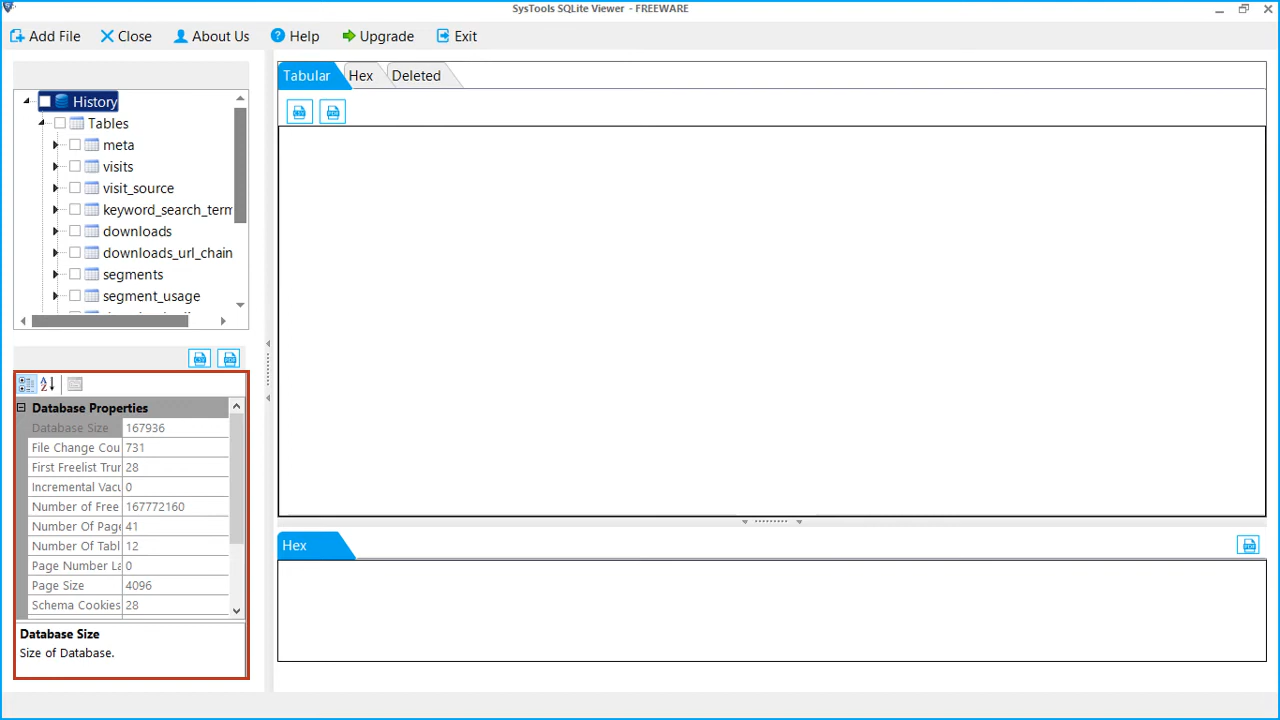 SysTools SQLite Viewer - FREEWARE
Add File Close About Us Help Upgrade Exit
History
Tables
meta
visits
visit_source
keyword_search_term
downloads
downloads_url_chain
segments
segment_usage
Database Properties
Database Size 167936
File Change Cou 731
First Freelist Trun 28
Incremental Vacu 0
Number of Free 167772160
Number Of Page 41
Number Of Tabl 12
Page Number La 0
Page Size 4096
Schema Cookies 28
Database Size
Size of Database.
Tabular Hex Deleted
CSV PDF
Hex